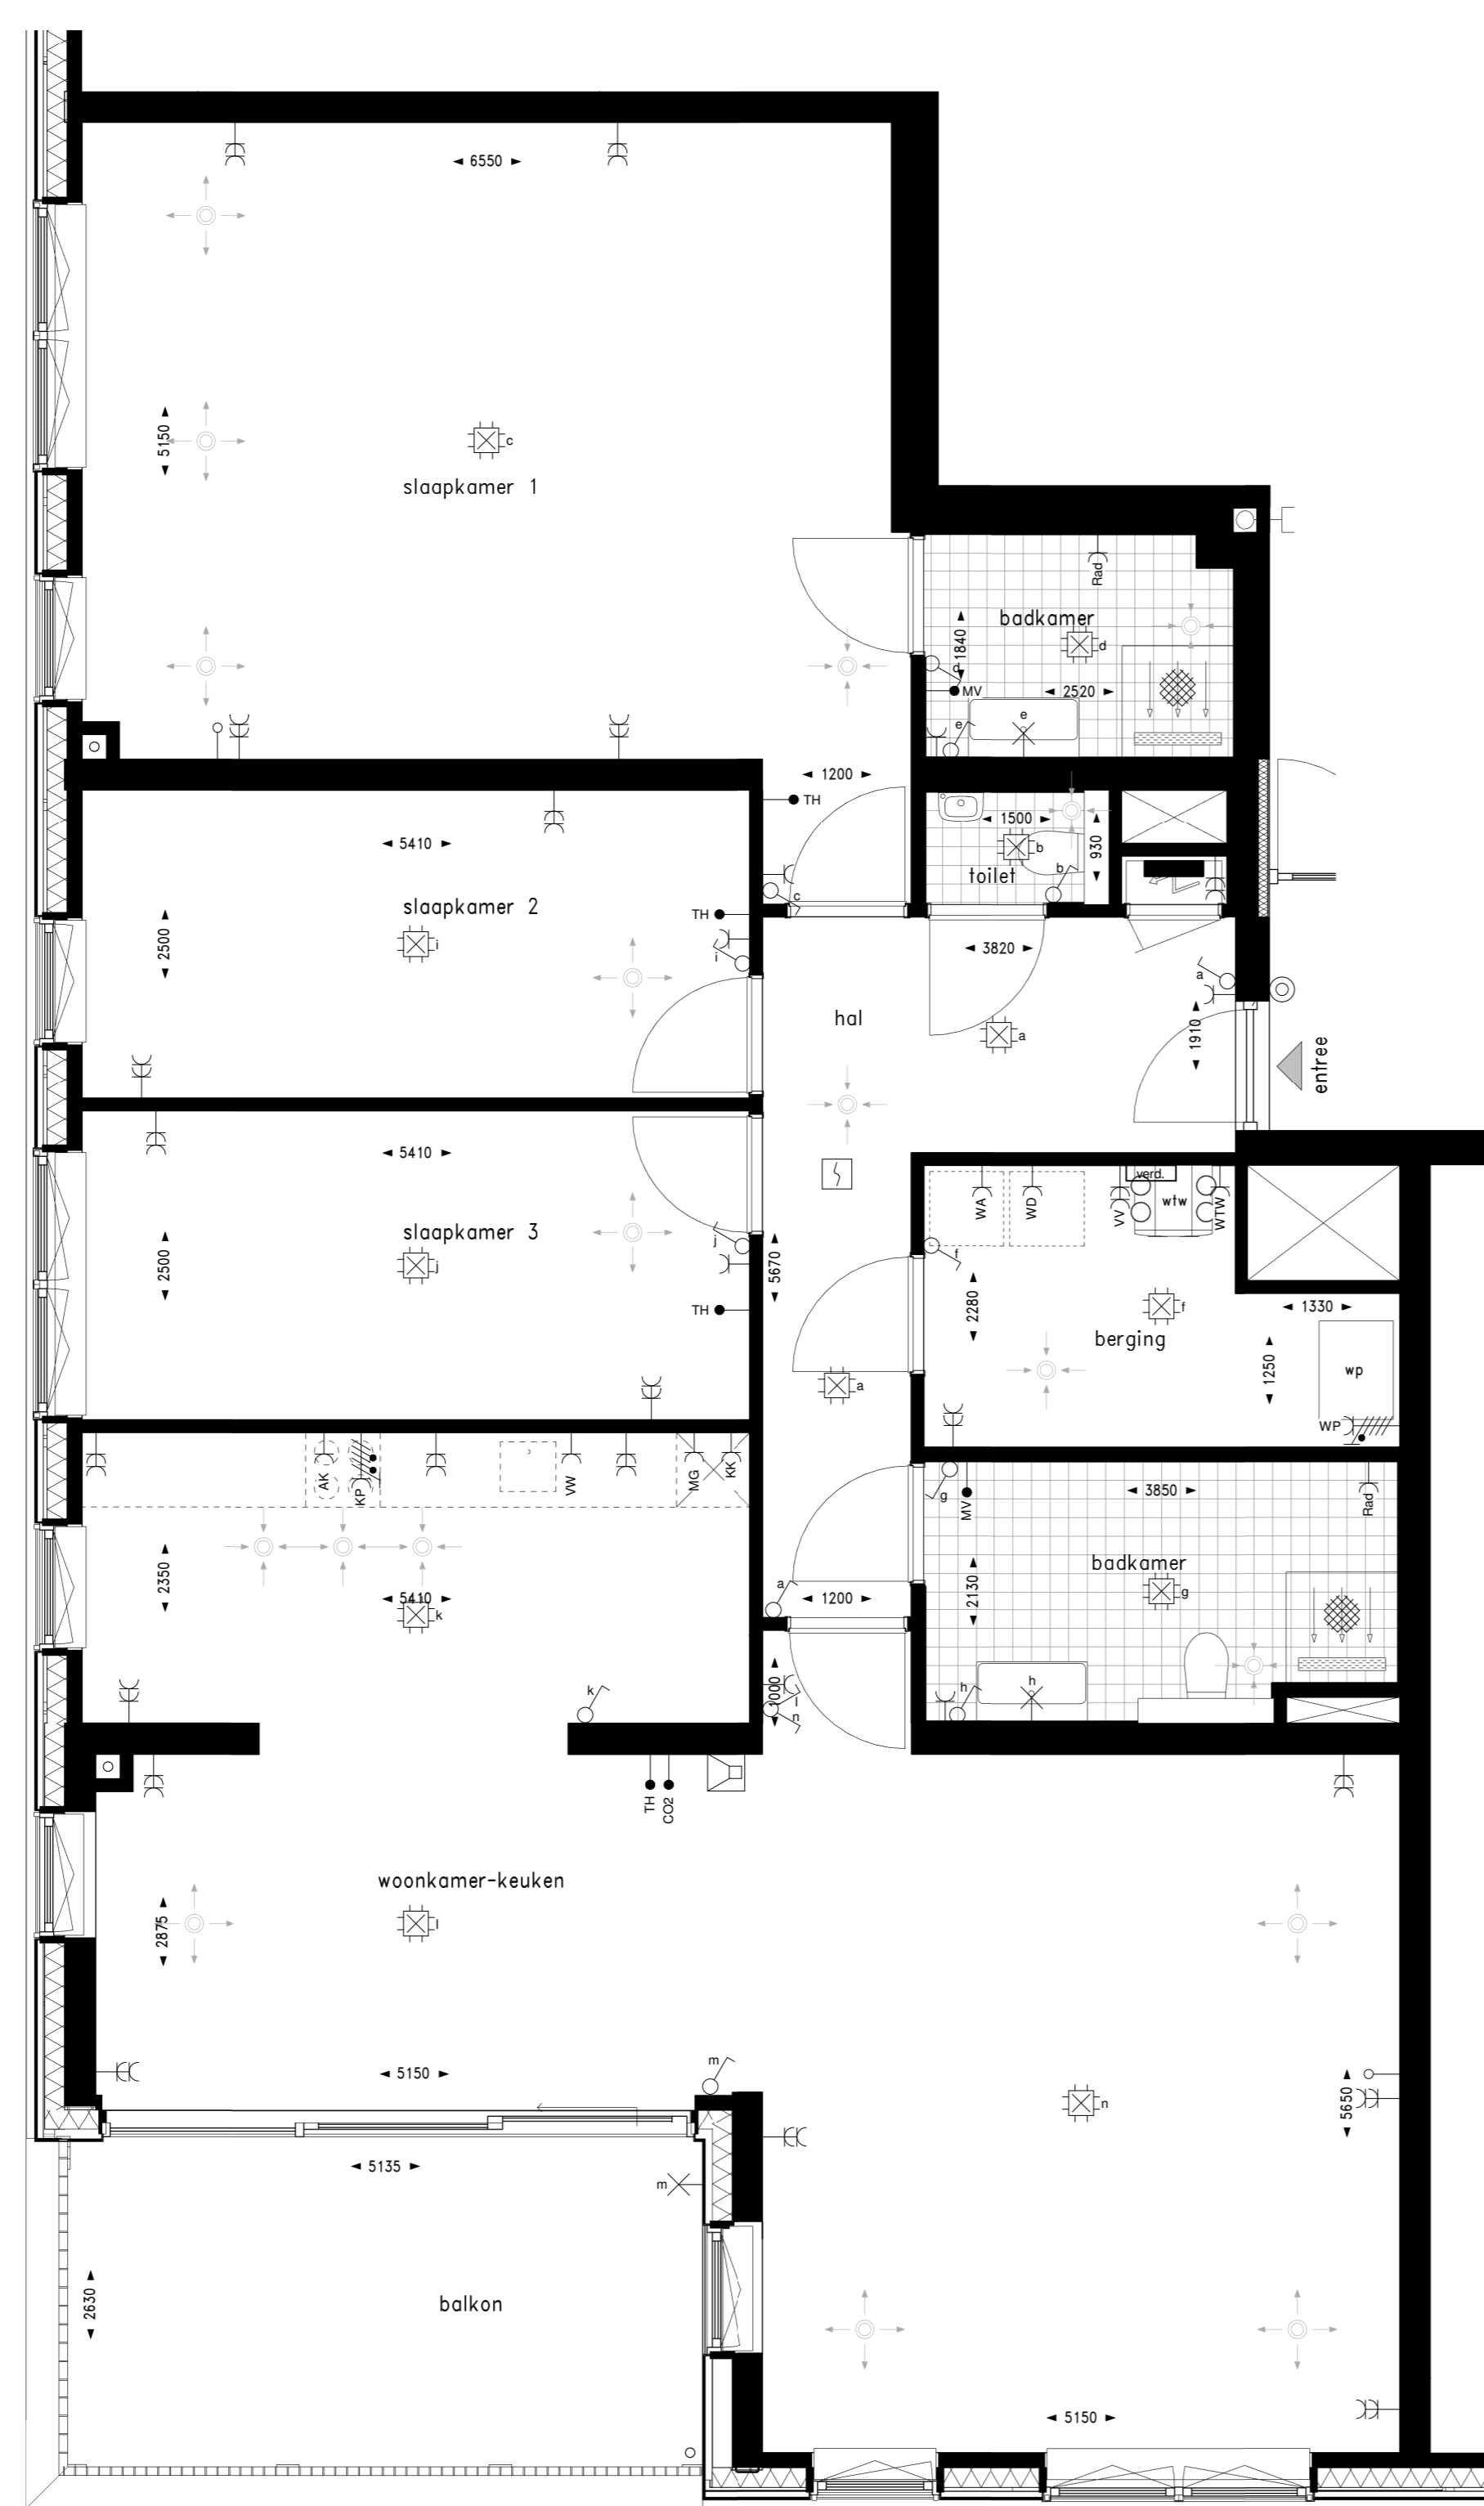 6550
5150
c
slaapkamer 1
Rad
badkamer
1840
d
d
MV
2520
e
e
1200
TH
1500
930
b
b
toilet
c
5410
slaapkamer 2
TH
2500
i
i
3820
a
hal
a
1910
entree
5410
slaapkamer 3
j
j
2500
TH
5670
verd.
WA
WD
VV
wtw
WTW
f
2280
f
1330
berging
1250
wp
WP
a
AK
KP
VW
MG
KK
g
MV
3850
Rad
2350
5410
k
a
1200
badkamer
2130
g
k
1000
l
n
h
h
TH
CO2
woonkamer-keuken
2875
l
5150
m
n
5650
5135
m
2630
balkon
5150